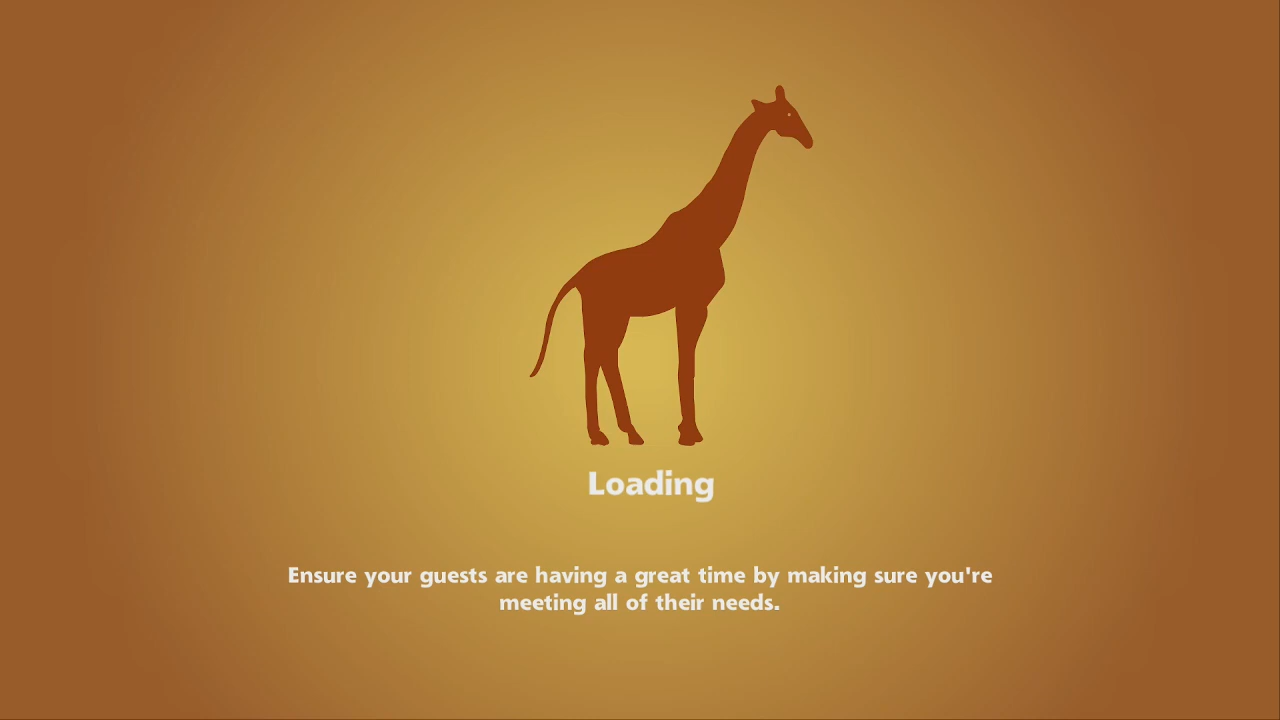 Loading
Ensure your guests are having a great time by making sure you're
meeting all of their needs.